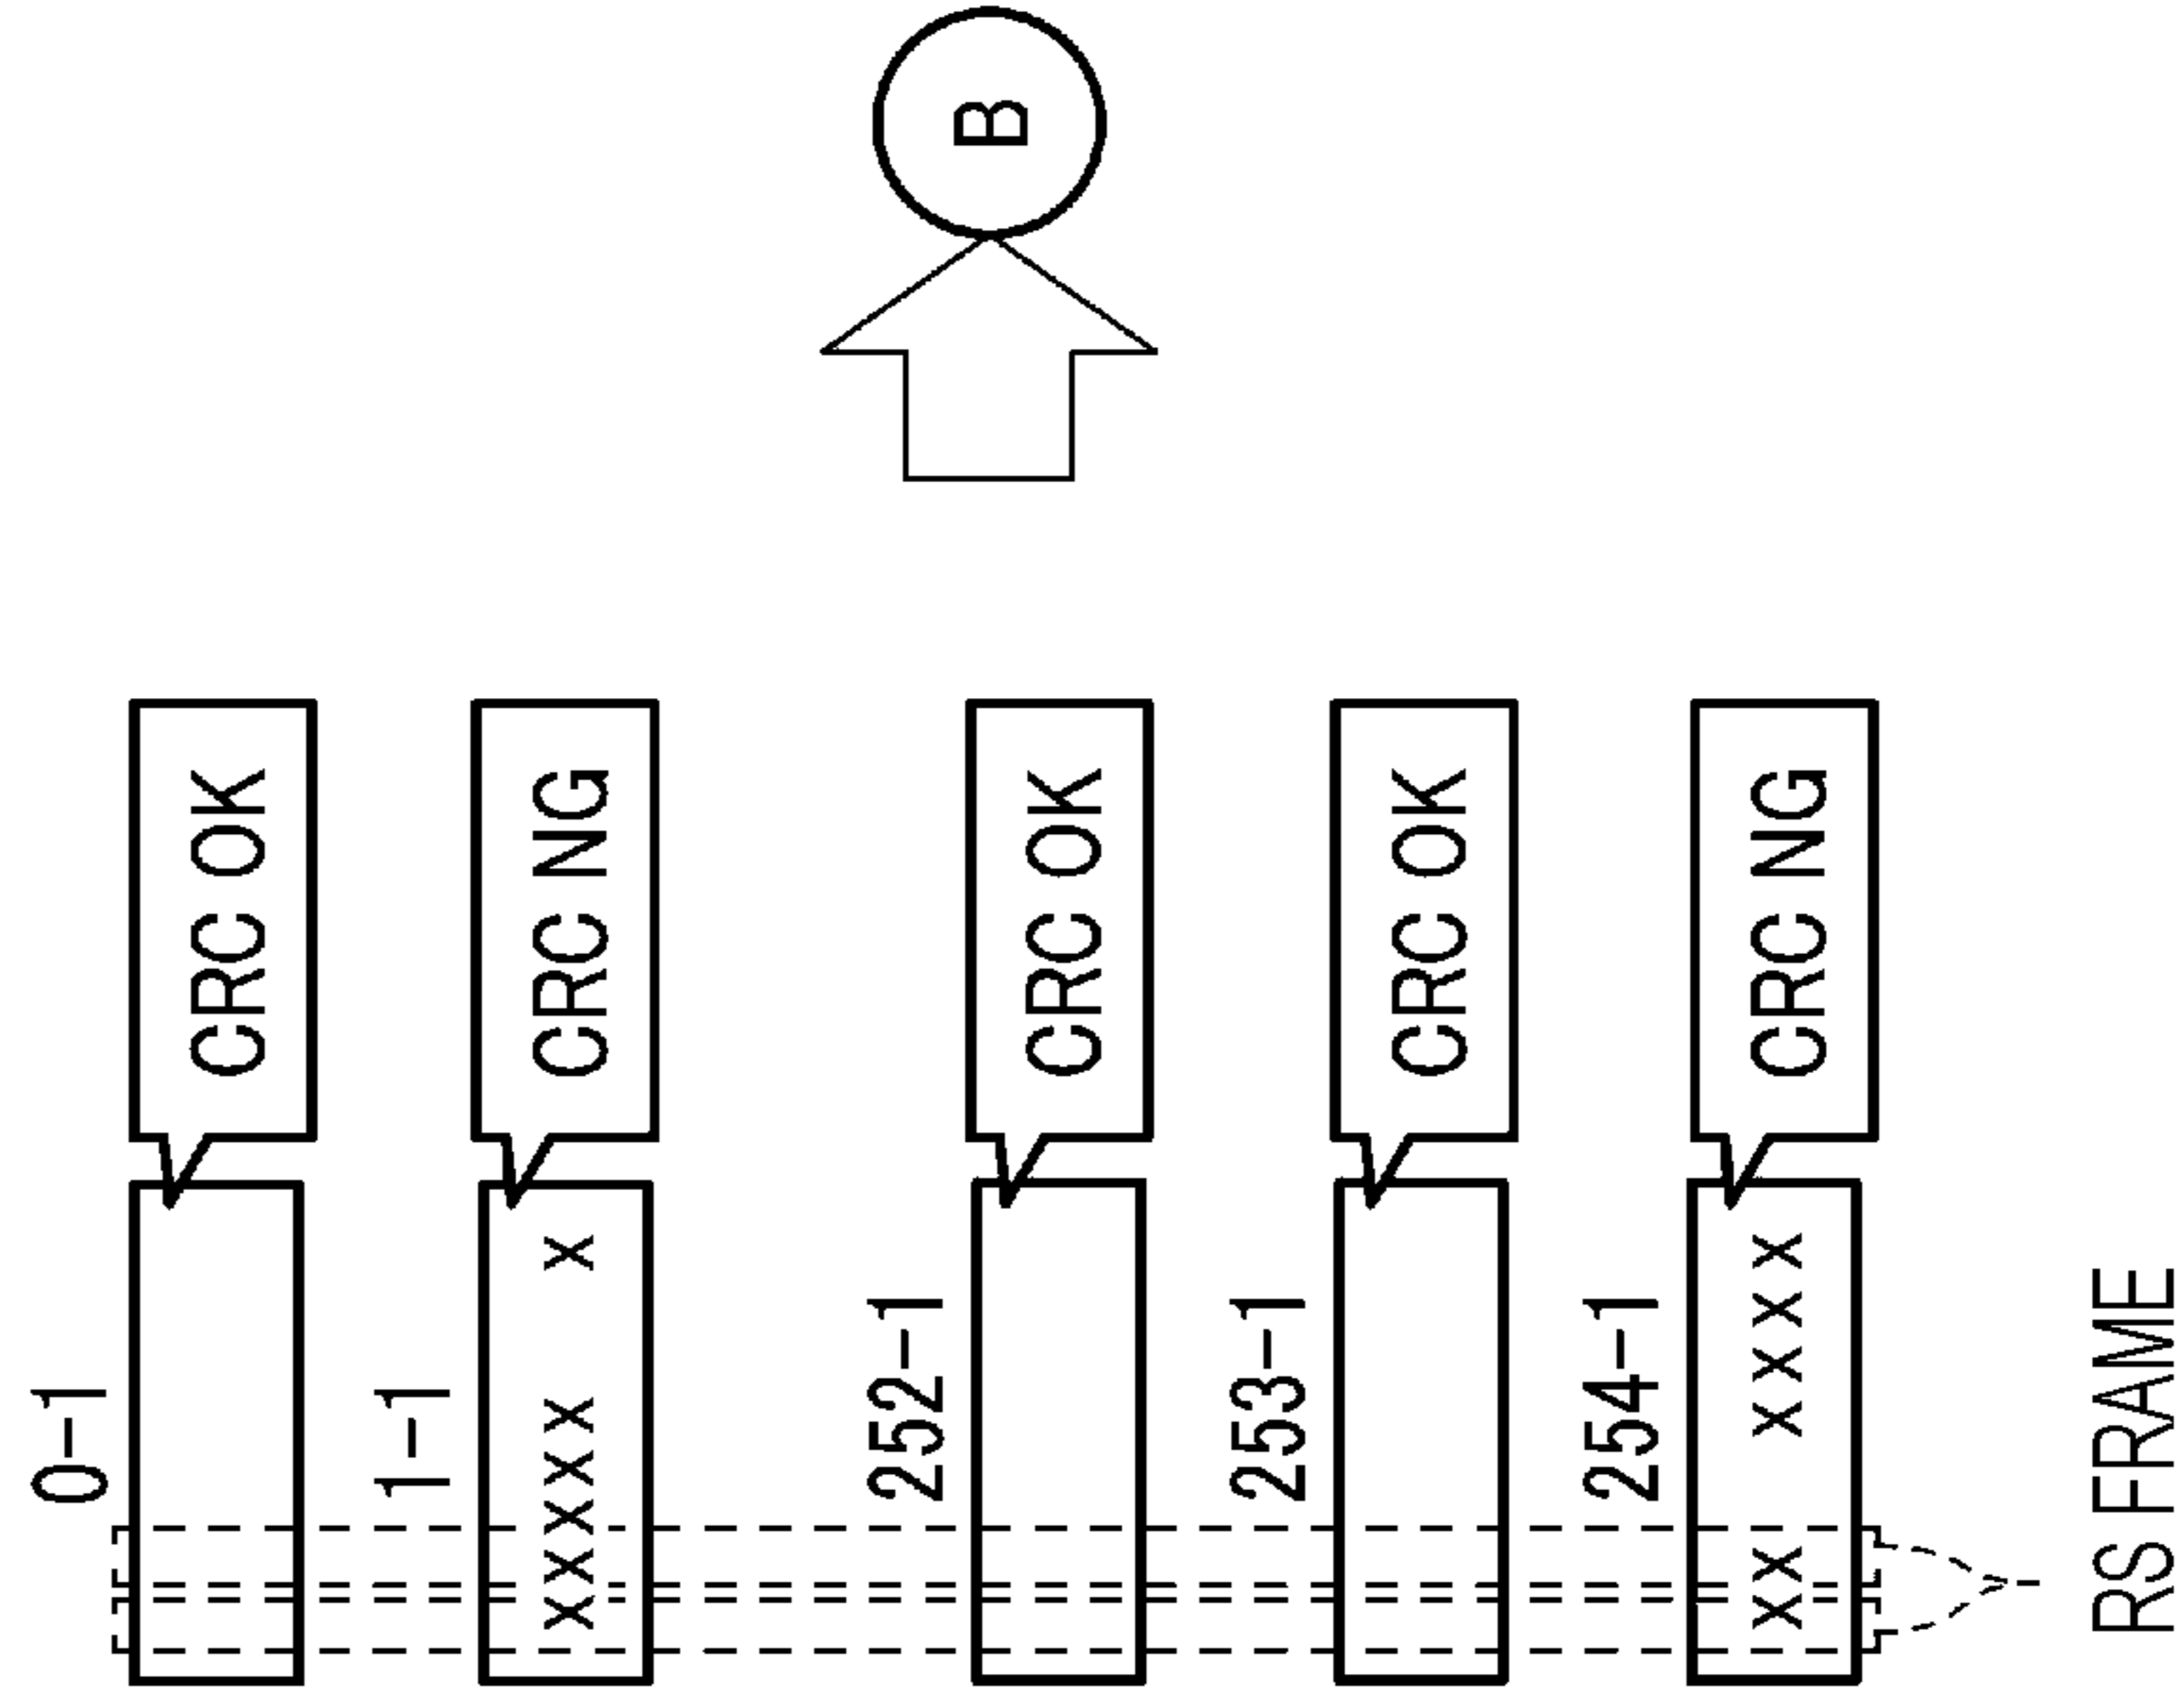 0-1
CRC OK
1-1
xxxxx x
CRC NG
252-1
CRC OK
B
253-1
CRC OK
254-1
xx xxxx
CRC NG
RS FRAME